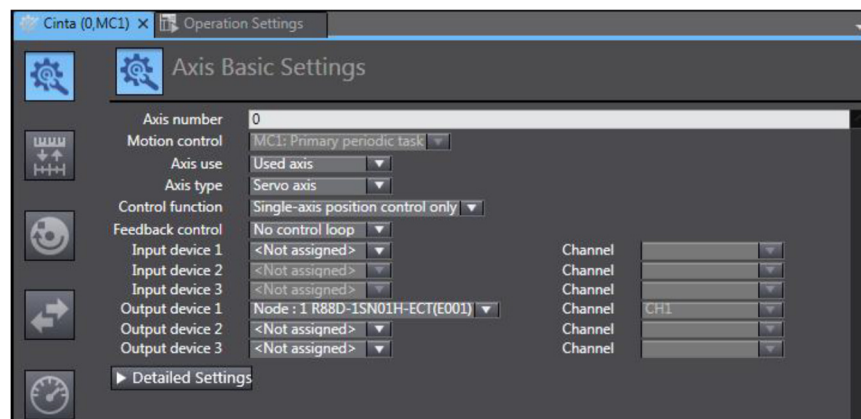 Cinta (0,MC1) × Operation Settings
Axis Basic Settings
Axis number 0
Motion control MC1: Primary periodic task
Axis use Used axis
Axis type Servo axis
Control function Single-axis position control only
Feedback control No control loop
Input device 1 <Not assigned> Channel
Input device 2 <Not assigned> Channel
Input device 3 <Not assigned> Channel
Output device 1 Node : 1 R88D-1SN01H-ECT(E001) Channel CH1
Output device 2 <Not assigned> Channel
Output device 3 <Not assigned> Channel
Detailed Settings